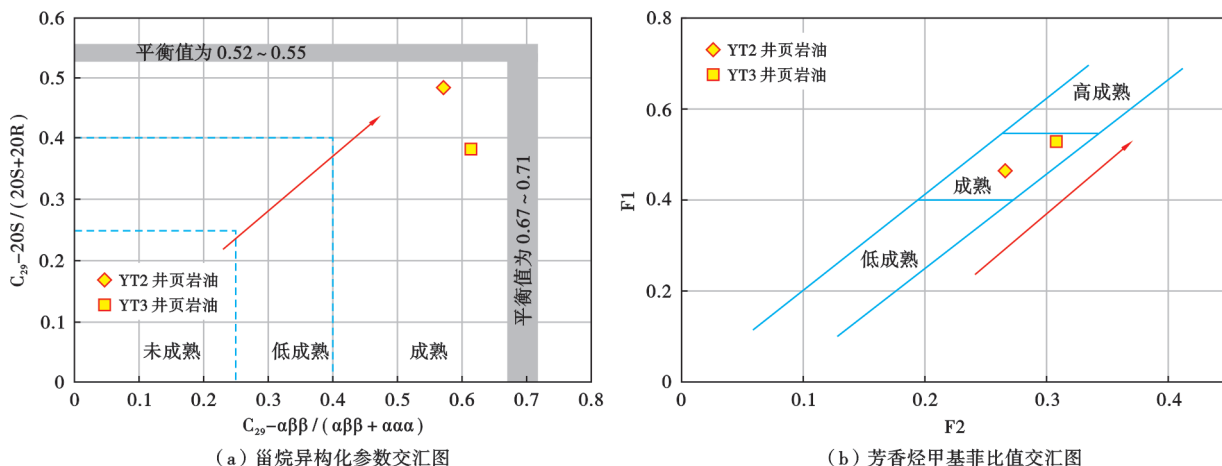 0.6
0.5
0.4
0.3
0.2
0.1
0
C₂₉-20S/(20S+20R)
平衡值为 0.52~0.55
平衡值为 0.67~0.71
YT2 井页岩油
YT3 井页岩油
未成熟
低成熟
成熟
0
0.1
0.2
0.3
0.4
0.5
0.6
0.7
0.8
C₂₉-αββ/(αββ+ααα)
(a)甾烷异构化参数交汇图
0.8
0.6
0.4
0.2
0
F1
YT2 井页岩油
YT3 井页岩油
高成熟
成熟
低成熟
0
0.1
0.2
0.3
0.4
F2
(b)芳香烃甲基菲比值交汇图